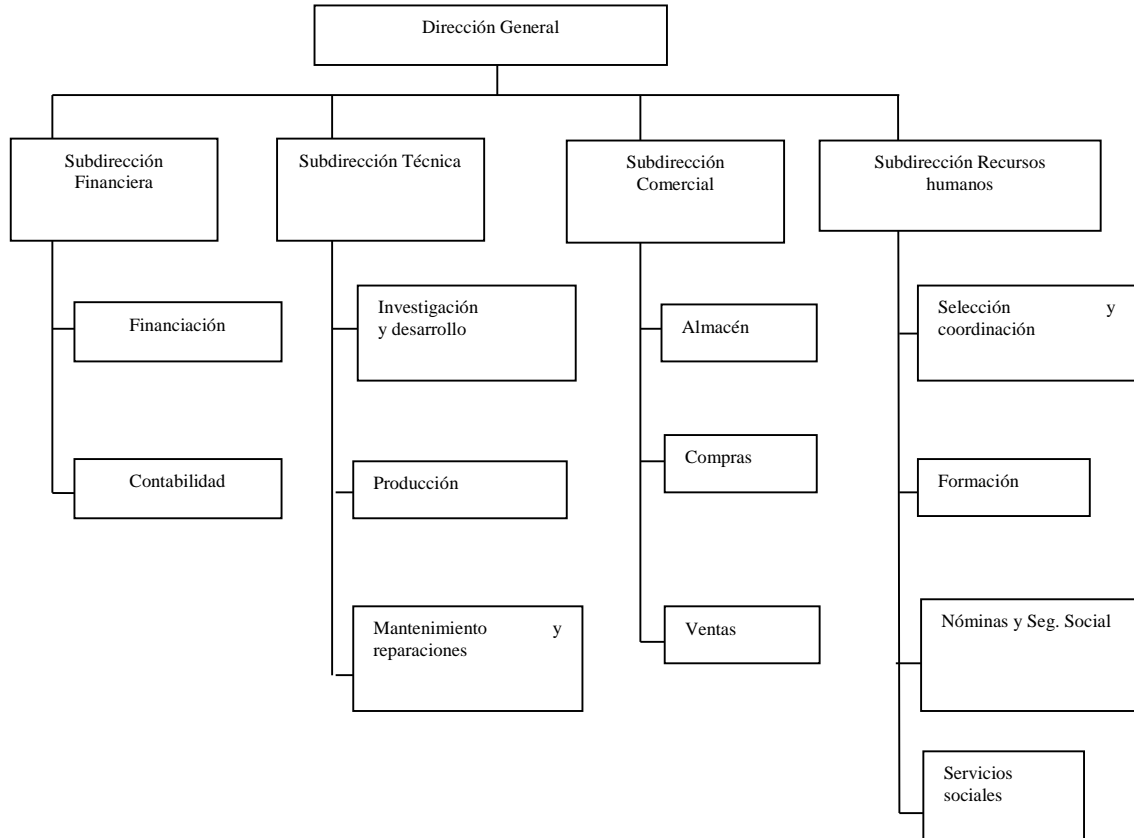 Dirección General
Subdirección
Financiera
Subdirección Técnica
Subdirección
Comercial
Subdirección Recursos
humanos
Financiación
Contabilidad
Investigación
y desarrollo
Producción
Mantenimiento y
reparaciones
Almacén
Compras
Ventas
Selección y
coordinación
Formación
Nóminas y Seg. Social
Servicios
sociales